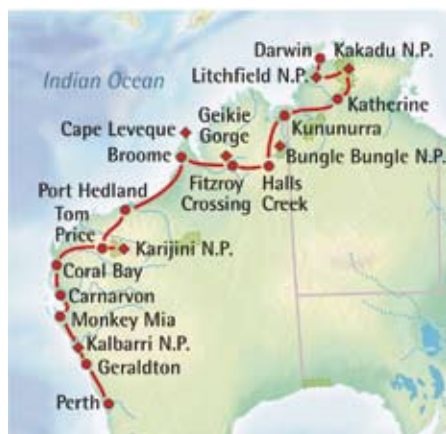 Darwin
Kakadu N.P.
Indian Ocean
Litchfield N.P.
Katherine
Geikie
Gorge
Cape Leveque
Kununurra
Broome
Bungle Bungle N.P.
Fitzroy
Crossing
Halls
Creek
Port Hedland
Tom
Price
Karijini N.P.
Coral Bay
Carnarvon
Monkey Mia
Kalbarri N.P.
Geraldton
Perth